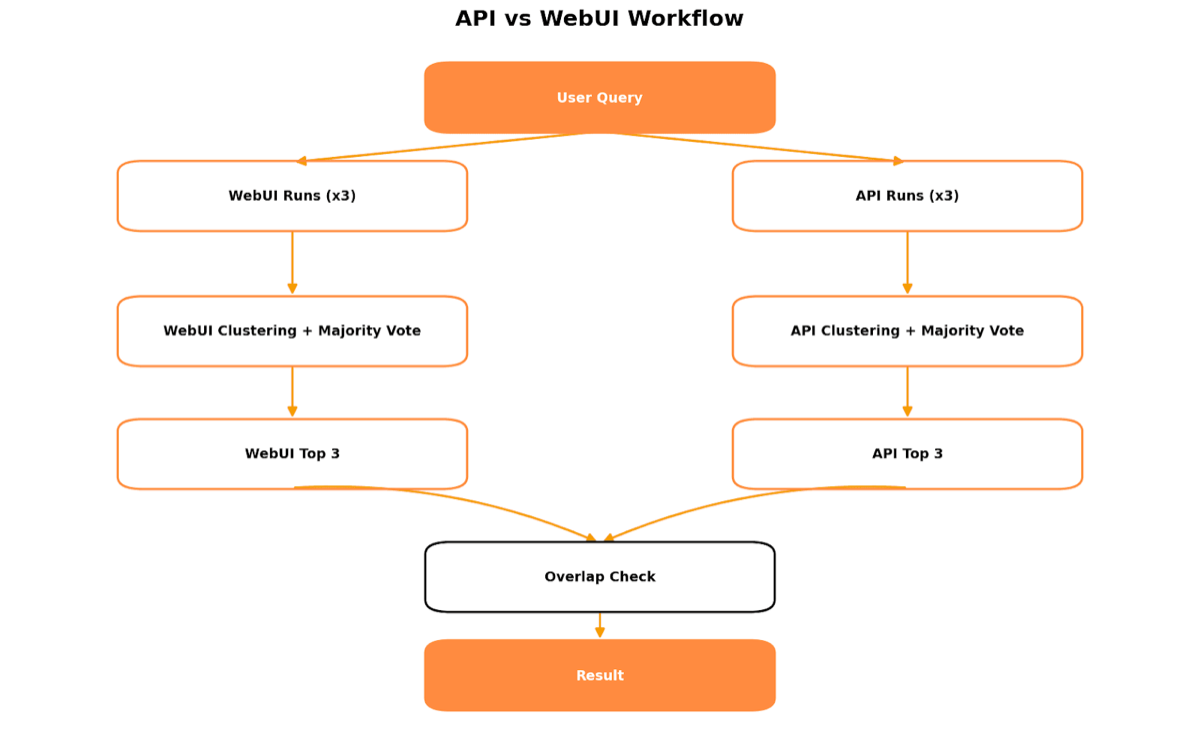 API vs WebUI Workflow
User Query
WebUI Runs (x3)
API Runs (x3)
WebUI Clustering + Majority Vote
API Clustering + Majority Vote
WebUI Top 3
API Top 3
Overlap Check
Result